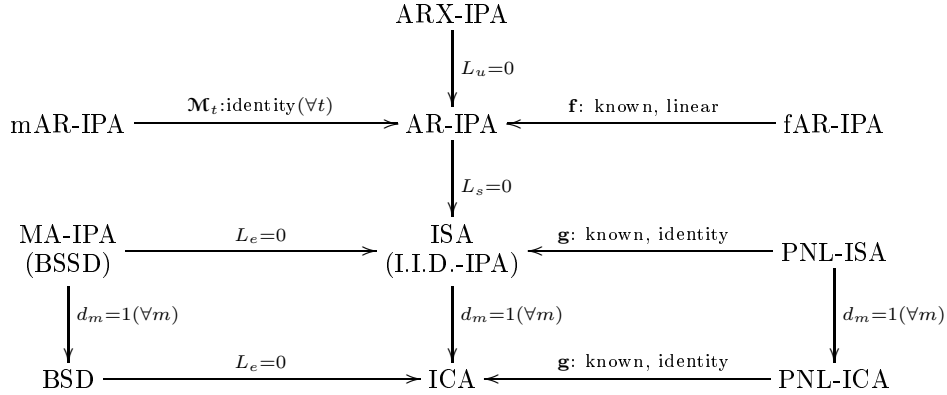 ARX-IPA
L_u=0
𝕸_t:identity(∀t)
f: known, linear
mAR-IPA
AR-IPA
fAR-IPA
L_s=0
MA-IPA
(BSSD)
L_e=0
ISA
(I.I.D.-IPA)
g: known, identity
PNL-ISA
d_m=1(∀m)
d_m=1(∀m)
d_m=1(∀m)
L_e=0
g: known, identity
BSD
ICA
PNL-ICA